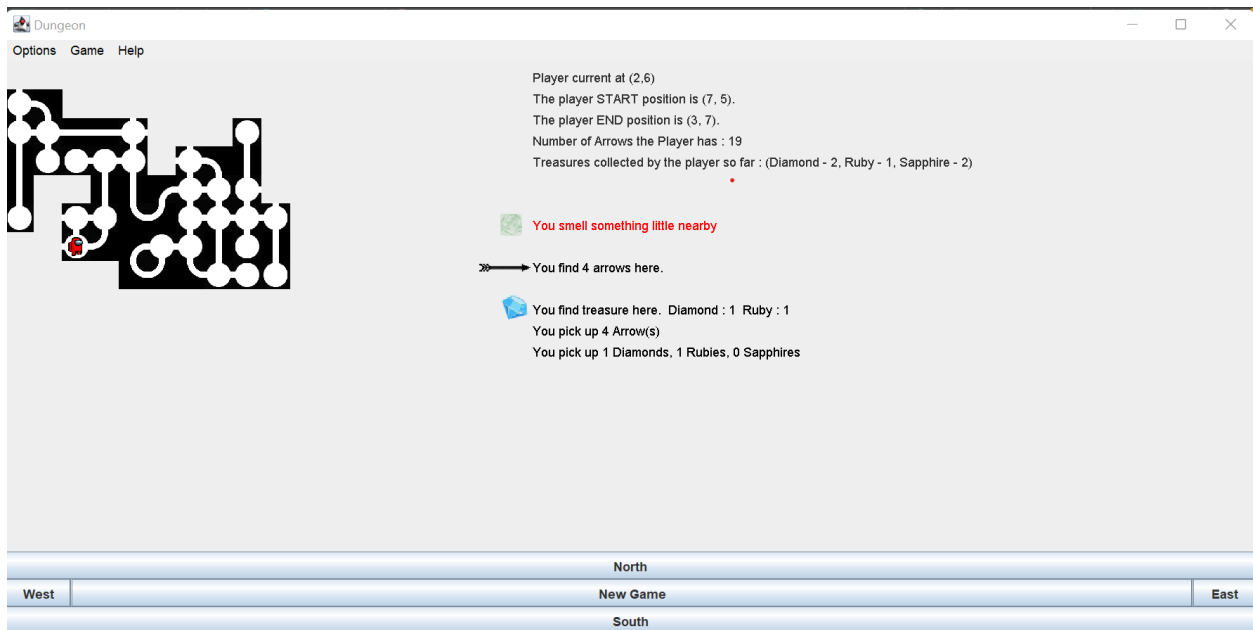 Dungeon
Options Game Help
Player current at (2,6)
The player START position is (7, 5).
The player END position is (3, 7).
Number of Arrows the Player has : 19
Treasures collected by the player so far : (Diamond - 2, Ruby - 1, Sapphire - 2)
You smell something little nearby
You find 4 arrows here.
You find treasure here. Diamond : 1 Ruby : 1
You pick up 4 Arrow(s)
You pick up 1 Diamonds, 1 Rubies, 0 Sapphires
North
West New Game East
South